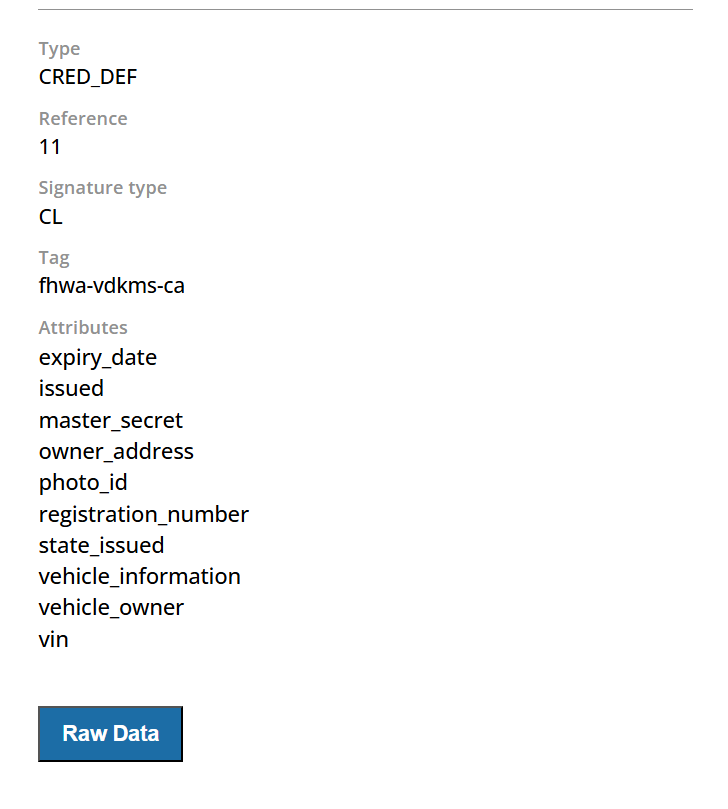 Type
CRED_DEF
Reference
11
Signature type
CL
Tag
fhwa-vdkms-ca
Attributes
expiry_date
issued
master_secret
owner_address
photo_id
registration_number
state_issued
vehicle_information
vehicle_owner
vin
Raw Data